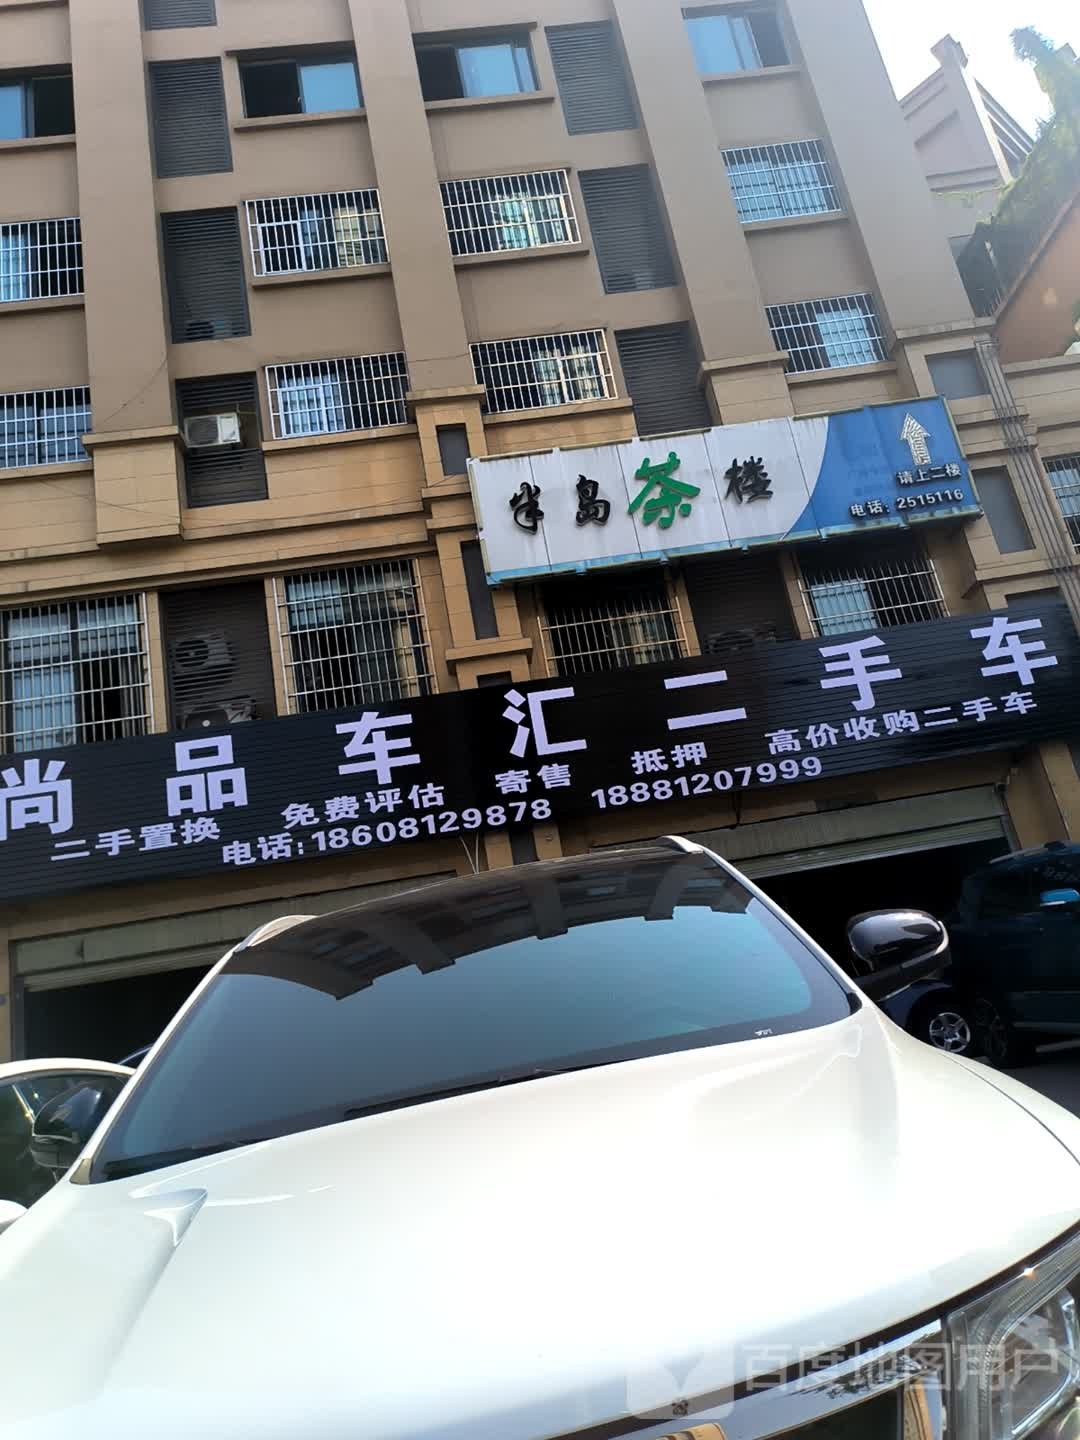 半岛茶楼
请上二楼
电话: 2515116
尚品车汇二手车
二手置换 免费评估 寄售 抵押 高价收购二手车
电话:18608129878 18881207999
百度地图用户